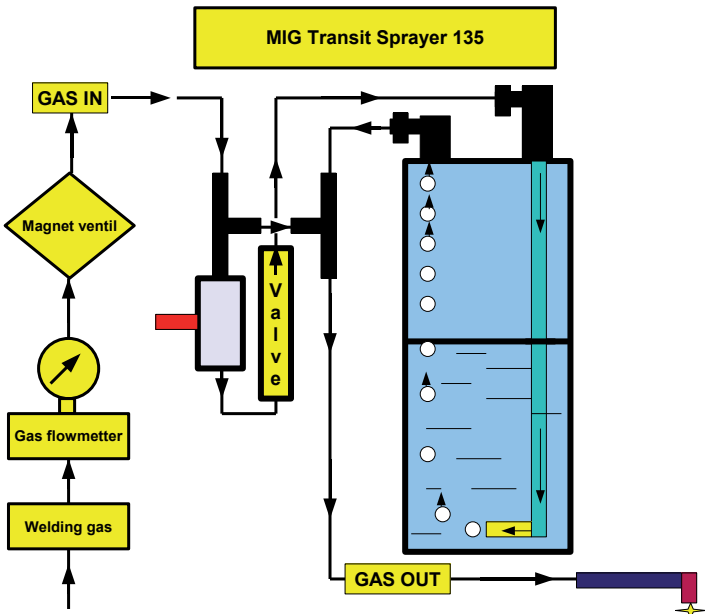 MIG Transit Sprayer 135
GAS IN
Magnet ventil
Valve
Gas flowmetter
Welding gas
GAS OUT